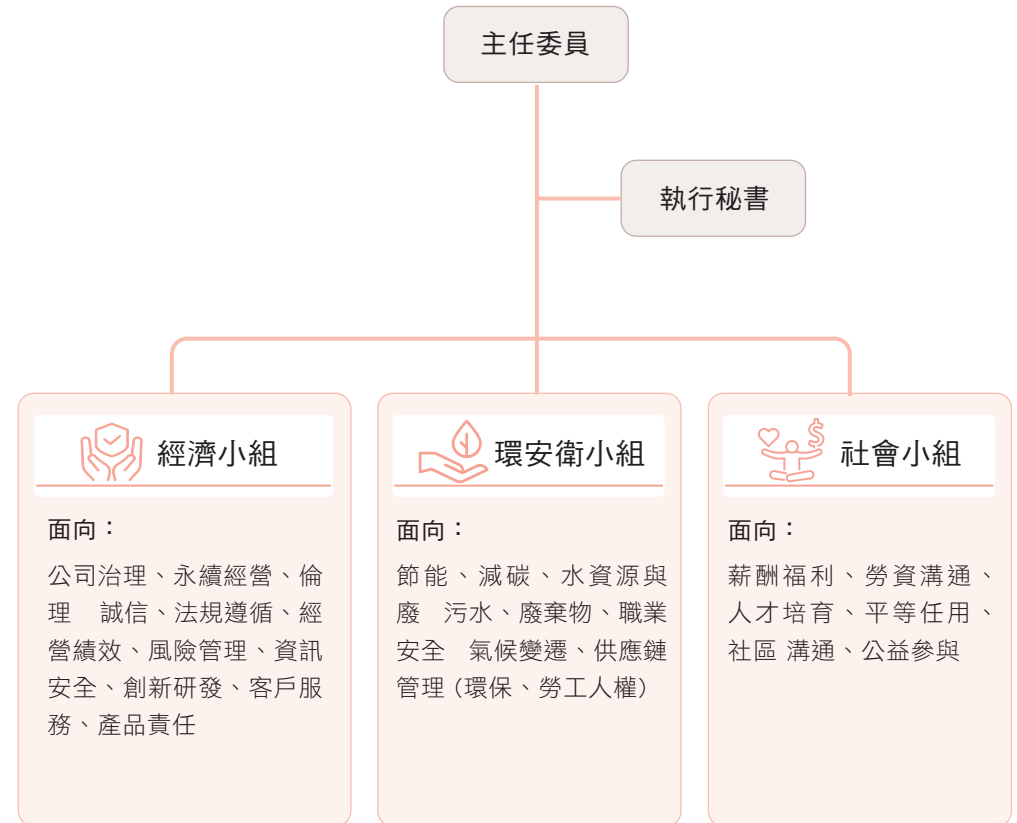 主任委員
執行秘書
經濟小組
面向：
公司治理、永續經營、倫
理　誠信、法規遵循、經
營績效、風險管理、資訊
安全、創新研發、客戶服
務、產品責任
環安衛小組
面向：
節能、減碳、水資源與
廢　污水、廢棄物、職業
安全　氣候變遷、供應鏈
管理 (環保、勞工人權)
社會小組
面向：
薪酬福利、勞資溝通、
人才培育、平等任用、
社區 溝通、公益參與